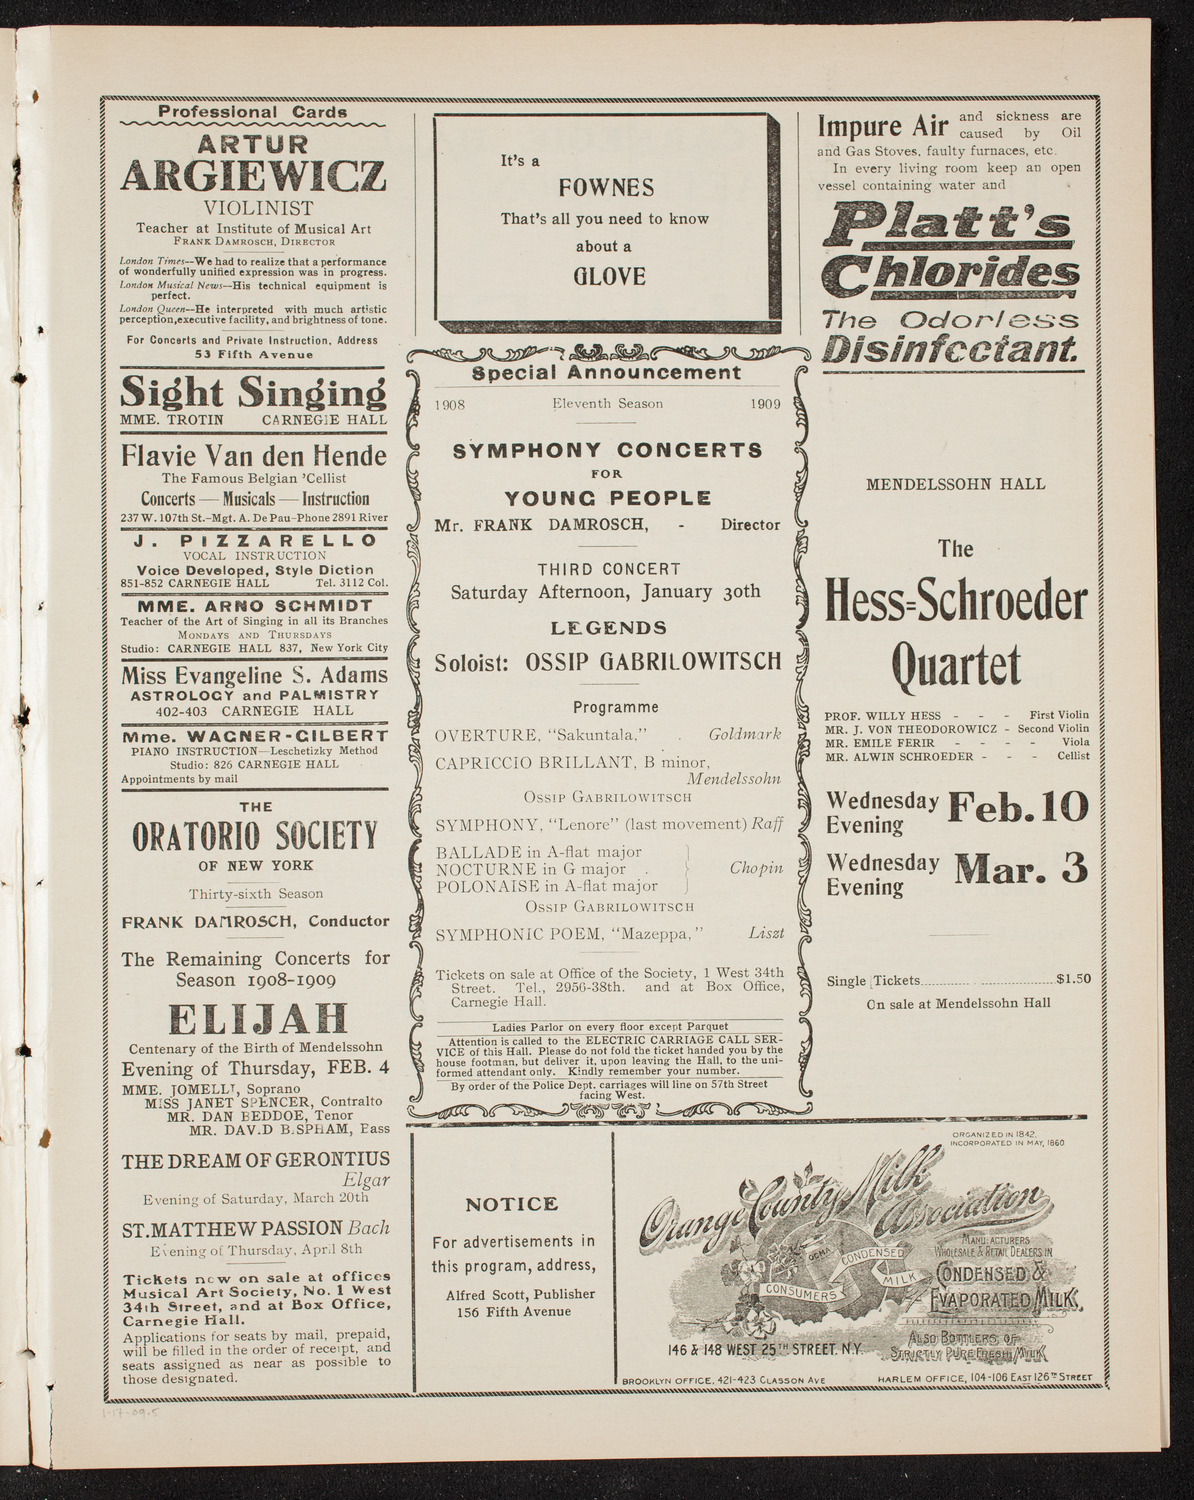 Professional Cards
ARTUR
ARGIEWICZ
VIOLINIST
Teacher at Institute of Musical Art
FRANK DAMROSCH, DIRECTOR
London Times--We had to realize that a performance
of wonderfully unified expression was in progress.
London Musical News--His technical equipment is
perfect.
London Queen--He interpreted with much artistic
perception,executive facility, and brightness of tone.
For Concerts and Private Instruction, Address
53 Fifth Avenue
Sight Singing
MME. TROTIN CARNEGIE HALL
Flavie Van den Hende
The Famous Belgian 'Cellist
Concerts — Musicals — Instruction
237 W. 107th St.-Mgt. A. De Pau-Phone 2891 River
J. PIZZARELLO
VOCAL INSTRUCTION
Voice Developed, Style Diction
851-852 CARNEGIE HALL Tel. 3112 Col.
MME. ARNO SCHMIDT
Teacher of the Art of Singing in all its Branches
MONDAYS AND THURSDAYS
Studio: CARNEGIE HALL 837, New York City
Miss Evangeline S. Adams
ASTROLOGY and PALMISTRY
402-403 CARNEGIE HALL
Mme. WAGNER-GILBERT
PIANO INSTRUCTION—Leschetizky Method
Studio: 826 CARNEGIE HALL
Appointments by mail
THE
ORATORIO SOCIETY
OF NEW YORK
Thirty-sixth Season
FRANK DAMROSCH, Conductor
The Remaining Concerts for
Season 1908-1909
ELIJAH
Centenary of the Birth of Mendelssohn
Evening of Thursday, FEB. 4
MME. JOMELLI, Soprano
MISS JANET SPENCER, Contralto
MR. DAN BEDDOE, Tenor
MR. DAV.D B.SPHAM, Bass
THE DREAM OF GERONTIUS
Elgar
Evening of Saturday, March 20th
ST. MATTHEW PASSION Bach
Evening of Thursday, April 8th
Tickets now on sale at offices
Musical Art Society, No. 1 West
34th Street, and at Box Office,
Carnegie Hall.
Applications for seats by mail, prepaid,
will be filled in the order of receipt, and
seats assigned as near as possible to
those designated.
It's a
FOWNES
That's all you need to know
about a
GLOVE
Special Announcement
1908 Eleventh Season 1909
SYMPHONY CONCERTS
FOR
YOUNG PEOPLE
Mr. FRANK DAMROSCH, - Director
THIRD CONCERT
Saturday Afternoon, January 30th
LEGENDS
Soloist: OSSIP GABRILOWITSCH
Programme
OVERTURE, "Sakuntala," . Goldmark
CAPRICCIO BRILLANT, B minor,
Mendelssohn
OSSIP GABRILOWITSCH
SYMPHONY, "Lenore" (last movement) Raff
BALLADE in A-flat major
NOCTURNE in G major . Chopin
POLONAISE in A-flat major
OSSIP GABRILOWITSCH
SYMPHONIC POEM, "Mazeppa," Liszt
Tickets on sale at Office of the Society, 1 West 34th
Street. Tel., 2956-38th. and at Box Office,
Carnegie Hall.
Ladies Parlor on every floor except Parquet
Attention is called to the ELECTRIC CARRIAGE CALL SER-
VICE of this Hall. Please do not fold the ticket handed you by the
house footman, but deliver it, upon leaving the Hall, to the uni-
formed attendant only. Kindly remember your number.
By order of the Police Dept. carriages will line on 57th Street
facing West.
Impure Air and sickness are
caused by Oil
and Gas Stoves, faulty furnaces, etc.
In every living room keep an open
vessel containing water and
Platt's
Chlorides
The Odorless
Disinfectant.
MENDELSSOHN HALL
The
Hess-Schroeder
Quartet
PROF. WILLY HESS - - - First Violin
MR. J. VON THEODOROWICZ - Second Violin
MR. EMILE FERIR - - - - Viola
MR. ALWIN SCHROEDER - - - Cellist
Wednesday Evening Feb. 10
Wednesday Evening Mar. 3
Single Tickets.....................................$1.50
On sale at Mendelssohn Hall
NOTICE
For advertisements in
this program, address,
Alfred Scott, Publisher
156 Fifth Avenue
ORGANIZED IN 1842.
INCORPORATED IN MAY, 1860
Orange County Milk
Association
MANUFACTURERS
WHOLESALE & RETAIL DEALERS IN
CONDENSED &
EVAPORATED MILK.
OCMA
CONSUMERS
CONDENSED
MILK
ALSO BOTTLERS OF
STRICTLY PURE FRESH MILK
146 & 148 WEST 25TH STREET. N.Y.
BROOKLYN OFFICE, 421-423 CLASSON AVE
HARLEM OFFICE, 104-106 EAST 126TH STREET
1-17-09.5